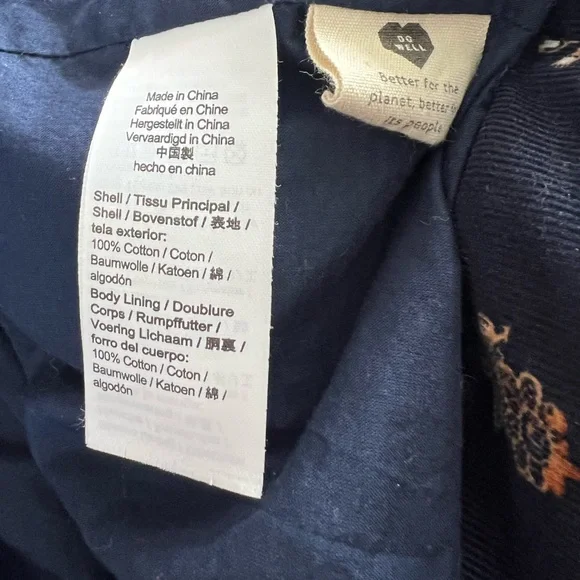 Made in China
Fabriqué en Chine
Hergestellt in China
Vervaardigd in China
中国製
hecho en china
Shell / Tissu Principal /
Shell / Bovenstof / 表地 /
tela exterior:
100% Cotton / Coton /
Baumwolle / Katoen / 綿 /
algodón
Body Lining / Doublure
Corps / Rumpffutter /
Voering Lichaam / 胴裏 /
forro del cuerpo:
100% Cotton / Coton /
Baumwolle / Katoen / 綿 /
algodón
DO
WELL
Better for the
planet, better
its people